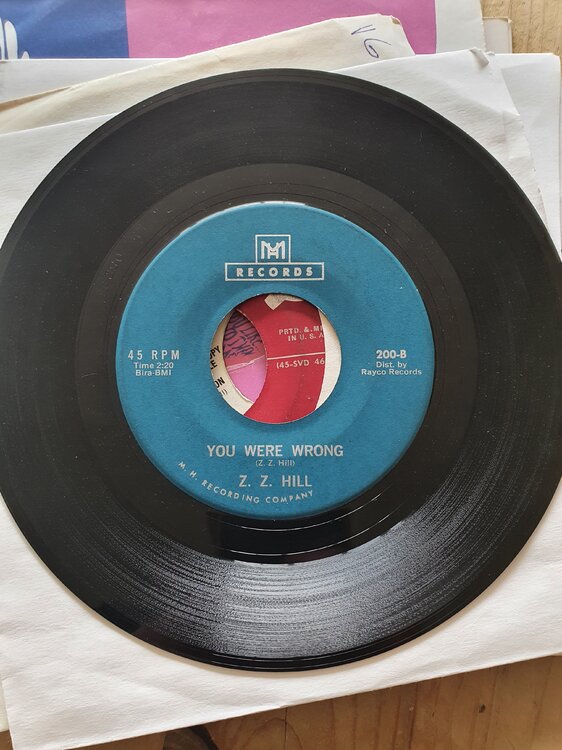 V6
MH
RECORDS
45 RPM
Time 2:20
Bira-BMI
200-B
Dist. by
Rayco Records
PRTD. & M
IN U. S. A
(45-SVD 46
YOU WERE WRONG
(Z. Z. Hill)
Z. Z. HILL
M. H. RECORDING COMPANY